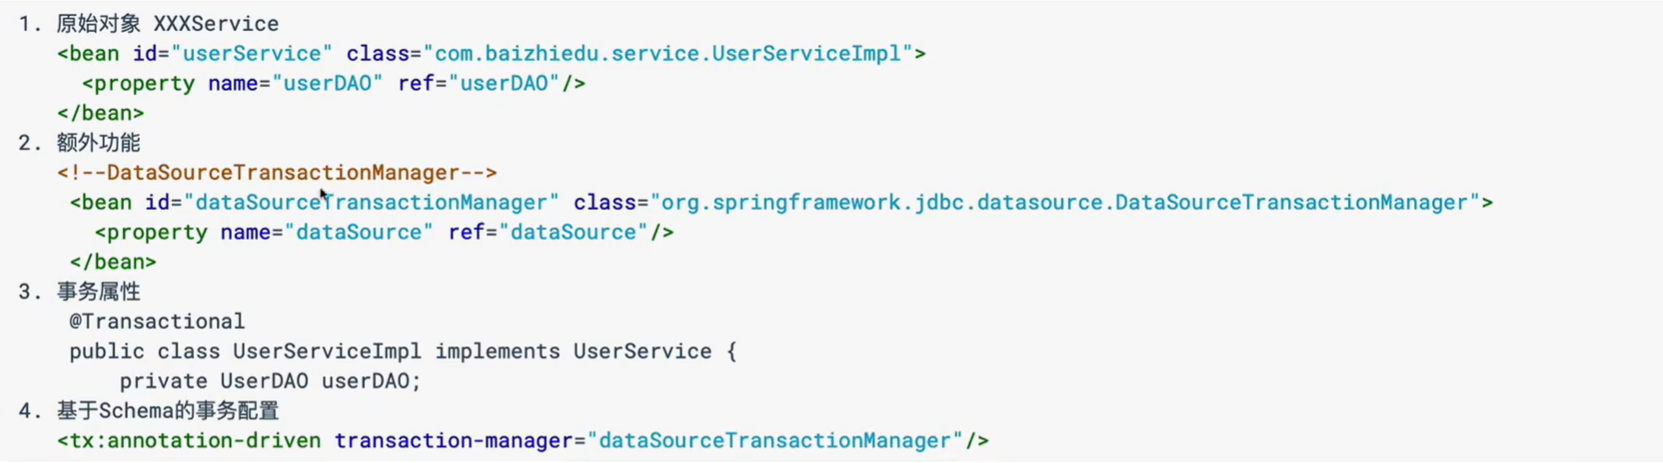 1. 原始对象 XXXService
<bean id="userService" class="com.baizhiedu.service.UserServiceImpl">
<property name="userDAO" ref="userDAO"/>
</bean>
2. 额外功能
<!--DataSourceTransactionManager-->
<bean id="dataSourceTransactionManager" class="org.springframework.jdbc.datasource.DataSourceTransactionManager">
<property name="dataSource" ref="dataSource"/>
</bean>
3. 事务属性
@Transactional
public class UserServiceImpl implements UserService {
private UserDAO userDAO;
4. 基于Schema的事务配置
<tx:annotation-driven transaction-manager="dataSourceTransactionManager"/>